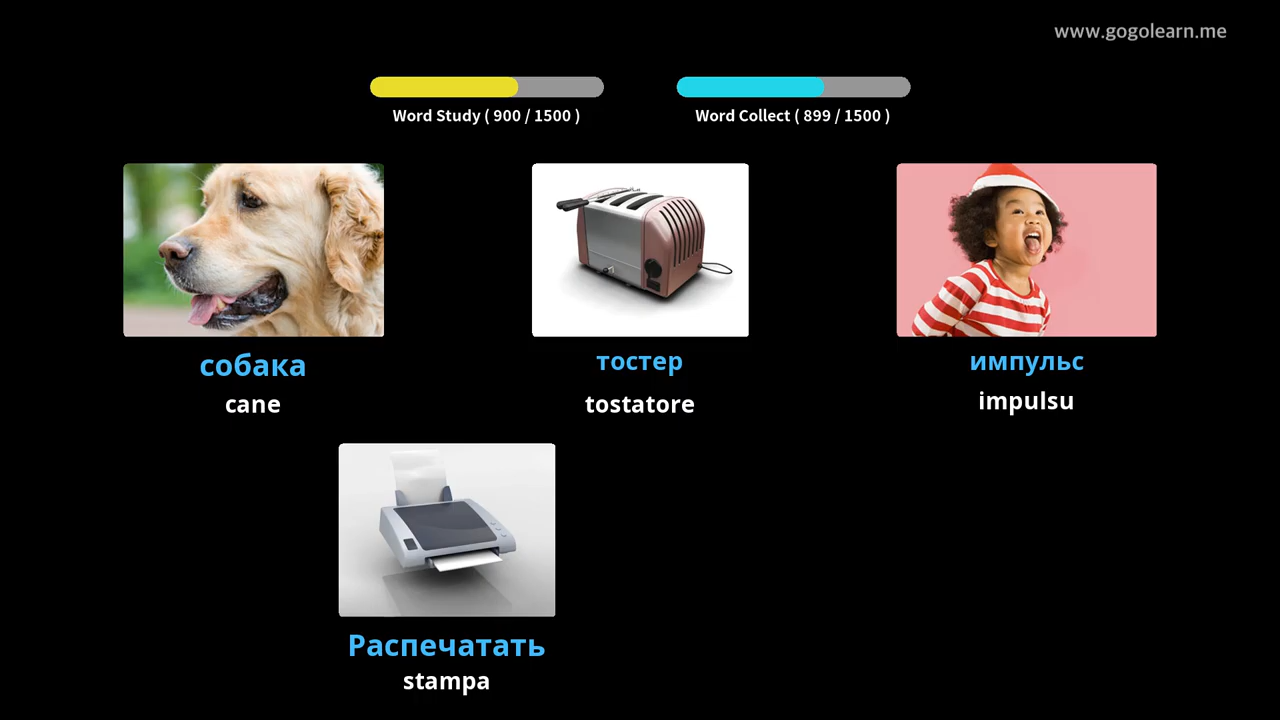 www.gogolearn.me
Word Study ( 900 / 1500 )
Word Collect ( 899 / 1500 )
собака
тостер
импульс
cane
tostatore
impulsu
Распечатать
stampa